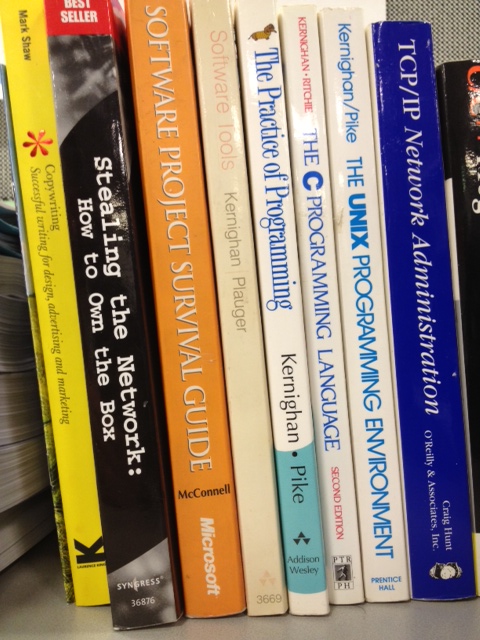 Mark Shaw
Copywriting
Successful writing for design, advertising and marketing
BEST
SELLER
Stealing the Network:
How to Own the Box
SYNGRESS
36876
SOFTWARE PROJECT SURVIVAL GUIDE
McConnell
Microsoft
Software Tools
Kernighan Plauger
3669
The Practice of Programming
Kernighan • Pike
Addison
Wesley
KERNIGHAN • RITCHIE
THE C PROGRAMMING LANGUAGE
SECOND EDITION
PTR
PH
Kernighan/Pike
THE UNIX PROGRAMMING ENVIRONMENT
PRENTICE
HALL
TCP/IP Network Administration
Craig Hunt
O'Reilly & Associates, Inc.